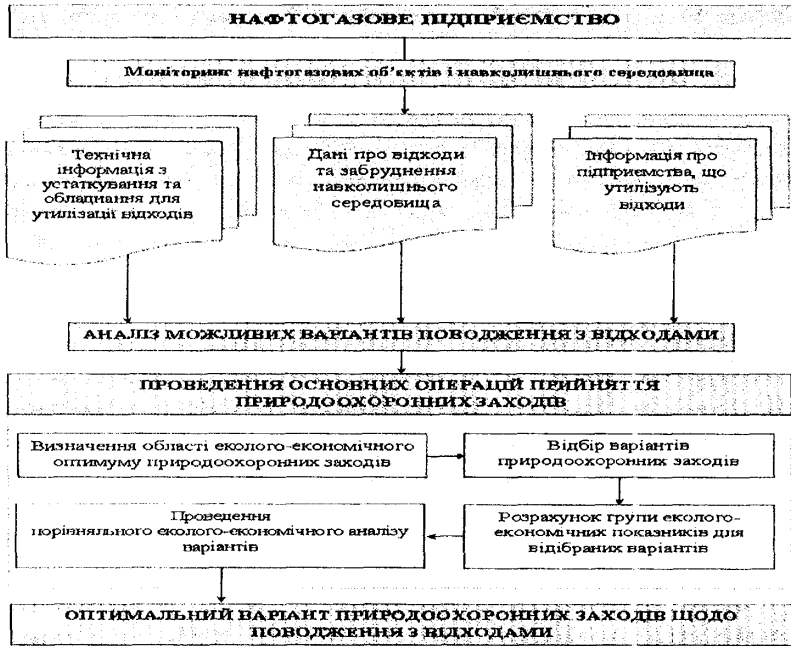 НАФТОГАЗОВЕ ПІДПРИЄМСТВО
Моніторинг нафтогазових об'єктів і навколишнього середовища
Технічна
інформація з
устаткування та
обладнання для
утилізації відходів
Дані про відходи
та забруднення
навколишнього
середовища
Інформація про
підприємства, що
утилізують
відходи
АНАЛІЗ МОЖЛИВИХ ВАРІАНТІВ ПОВОДЖЕННЯ З ВІДХОДАМИ
ПРОВЕДЕННЯ ОСНОВНИХ ОПЕРАЦІЙ ПРИЙНЯТТЯ
ПРИРОДООХОРОННИХ ЗАХОДІВ
Визначення області еколого-економічного
оптимуму природоохоронних заходів
Відбір варіантів
природоохоронних заходів
Проведення
порівняльного еколого-економічного аналізу
варіантів
Розрахунок групи еколого-
економічних показників для
відібраних варіантів
ОПТИМАЛЬНИЙ ВАРІАНТ ПРИРОДООХОРОННИХ ЗАХОДІВ ЩОДО
ПОВОДЖЕННЯ З ВІДХОДАМИ